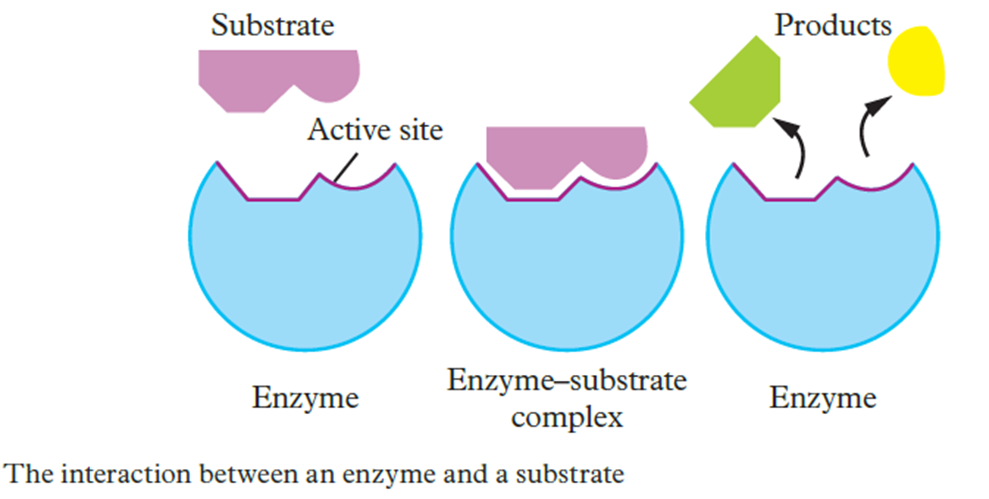 Substrate
Products
Active site
Enzyme
Enzyme–substrate
complex
Enzyme
The interaction between an enzyme and a substrate